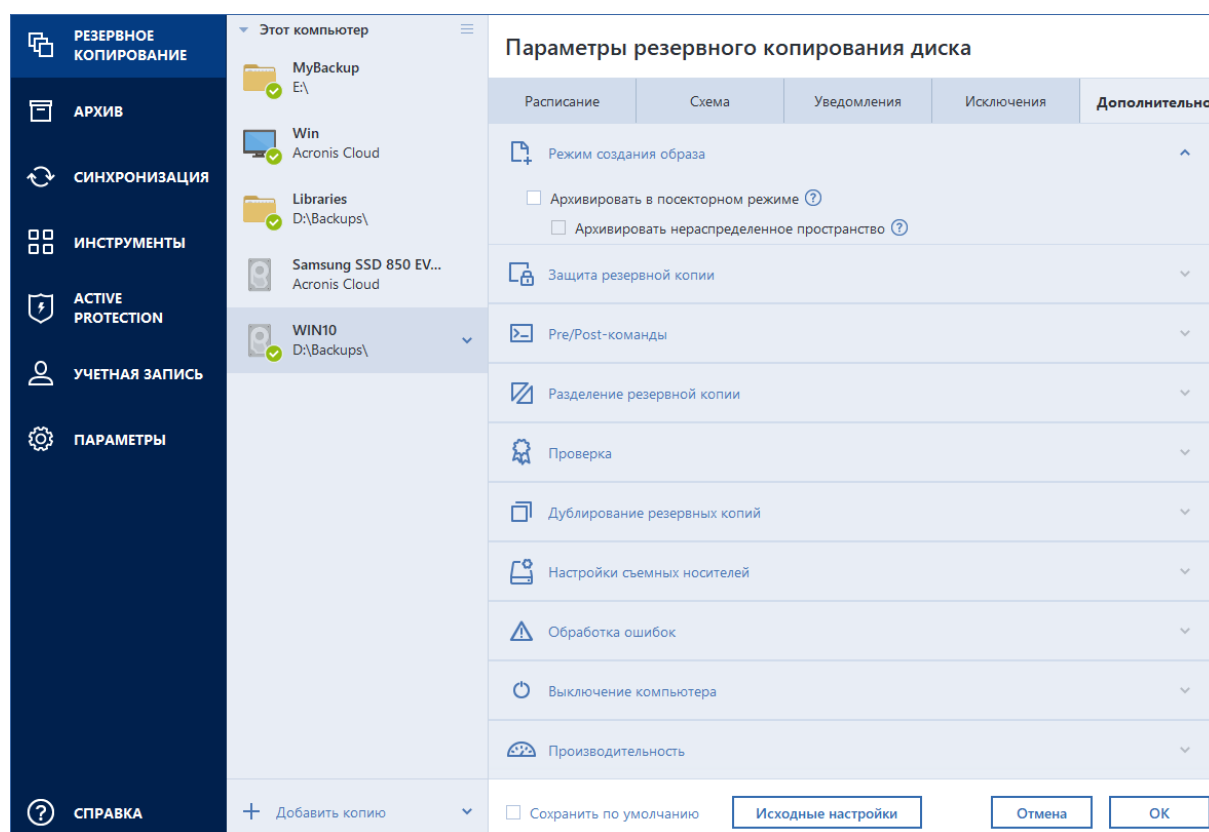 РЕЗЕРВНОЕ
КОПИРОВАНИЕ
АРХИВ
СИНХРОНИЗАЦИЯ
ИНСТРУМЕНТЫ
ACTIVE
PROTECTION
УЧЕТНАЯ ЗАПИСЬ
ПАРАМЕТРЫ
СПРАВКА
Этот компьютер
MyBackup
E:\
Win
Acronis Cloud
Libraries
D:\Backups\
Samsung SSD 850 EV...
Acronis Cloud
WIN10
D:\Backups\
Добавить копию
Параметры резервного копирования диска
Расписание
Схема
Уведомления
Исключения
Дополнительно
Режим создания образа
Архивировать в посекторном режиме ?
Архивировать нераспределенное пространство ?
Защита резервной копии
Pre/Post-команды
Разделение резервной копии
Проверка
Дублирование резервных копий
Настройки съемных носителей
Обработка ошибок
Выключение компьютера
Производительность
Сохранить по умолчанию
Исходные настройки
Отмена
ОК